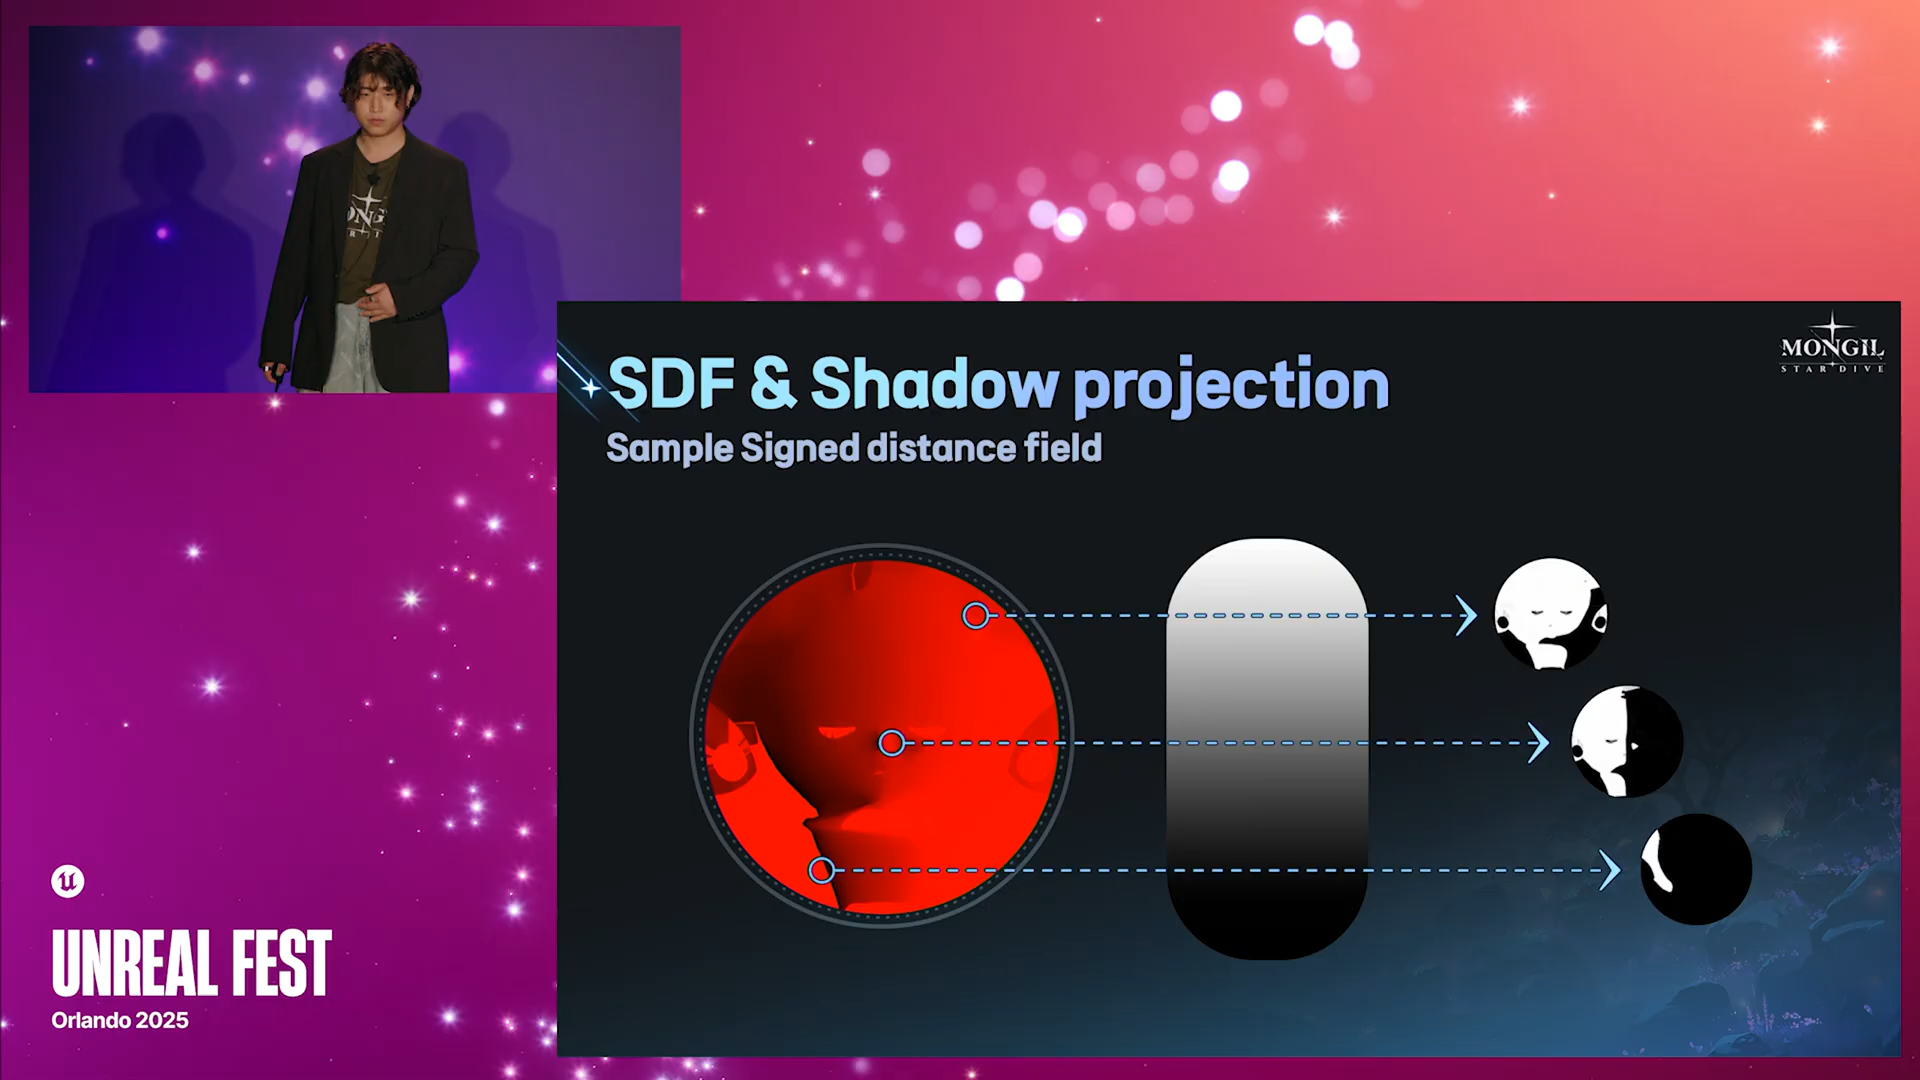 SDF & Shadow projection
Sample Signed distance field
MONGIL
STAR DIVE
UNREAL FEST
Orlando 2025